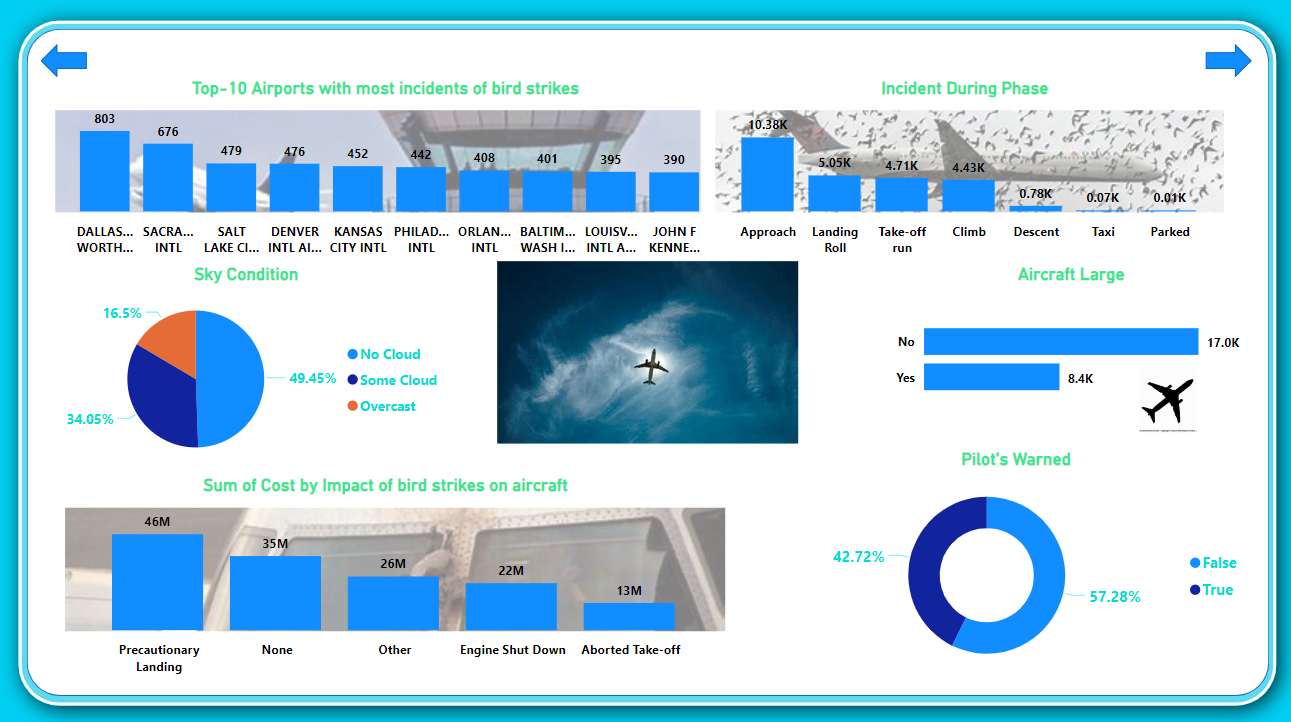 Top-10 Airports with most incidents of bird strikes
803
676
479
476
452
442
408
401
395
390
DALLAS...
WORTH...
SACRA...
INTL
SALT
LAKE CI...
DENVER
INTL AI...
KANSAS
CITY INTL
PHILAD...
INTL
ORLAN...
INTL
BALTIM...
WASH I...
LOUISV...
INTL A...
JOHN F
KENNE...
Incident During Phase
10.38K
5.05K
4.71K
4.43K
0.78K
0.07K
0.01K
Approach
Landing
Roll
Take-off
run
Climb
Descent
Taxi
Parked
Sky Condition
16.5%
49.45%
34.05%
No Cloud
Some Cloud
Overcast
Aircraft Large
No
17.0K
Yes
8.4K
Sum of Cost by Impact of bird strikes on aircraft
46M
35M
26M
22M
13M
Precautionary
Landing
None
Other
Engine Shut Down
Aborted Take-off
Pilot's Warned
42.72%
57.28%
False
True